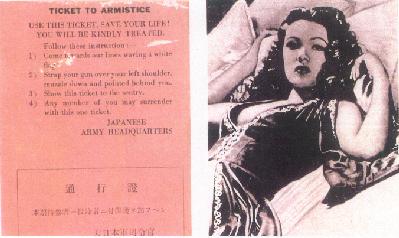 TICKET TO ARMISTICE
USE THIS TICKET, SAVE YOUR LIFE!
YOU WILL BE KINDLY TREATED.
Follow these instruction:—
1) Come towards our lines waving a white
2) Strap your gun over your left shoulder,
muzzle down and pointed behind you.
3) Show this ticket to the sentry.
4) Any number of you may surrender
with this one ticket.
JAPANESE
ARMY HEADQUARTERS
通行證
大日本軍司令官